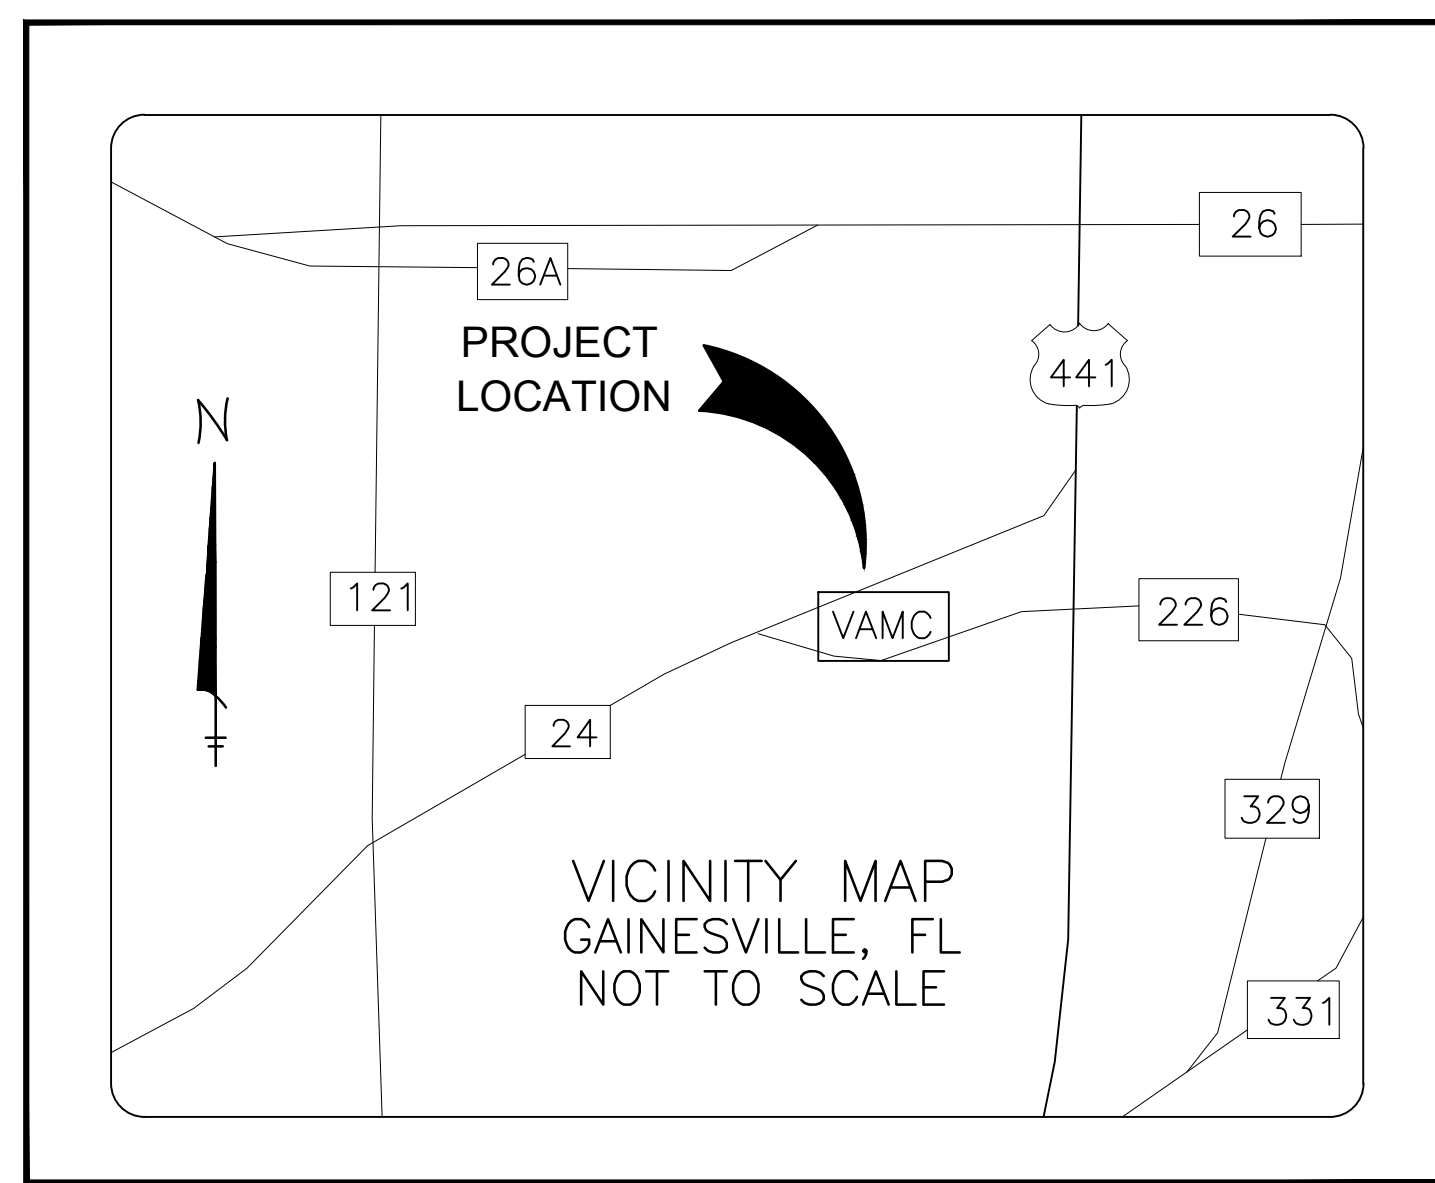 26
26A
PROJECT
LOCATION
441
N
121
VAMC
226
24
329
VICINITY MAP
GAINESVILLE, FL
NOT TO SCALE
331